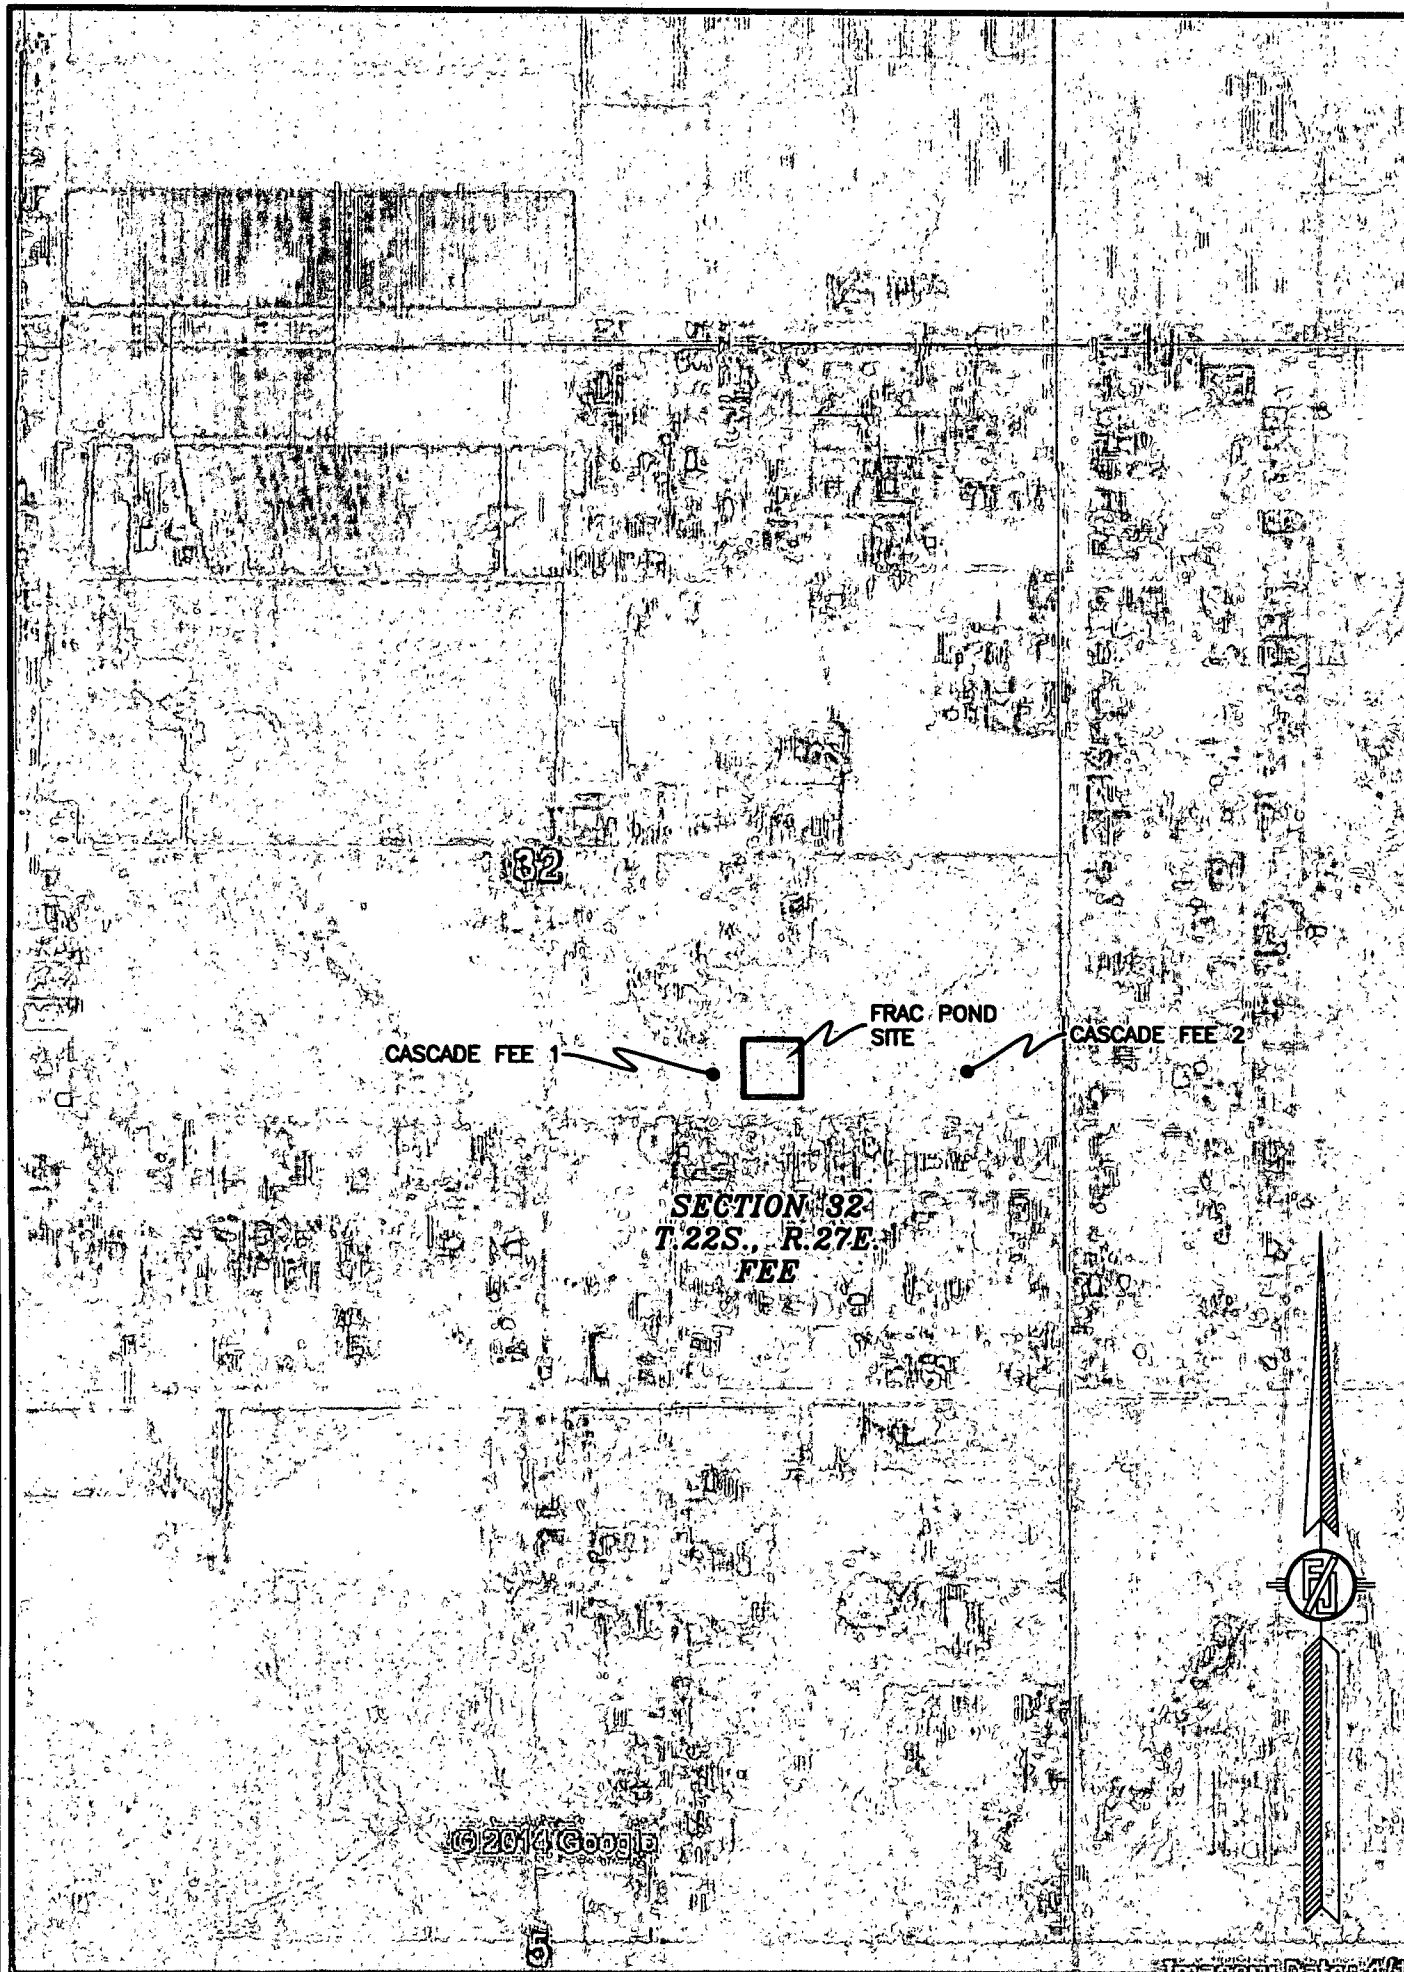 32
FRAC POND
SITE
CASCADE FEE 1
CASCADE FEE 2
SECTION 32
T.22S., R.27E.
FEE
© 2014 Google
5